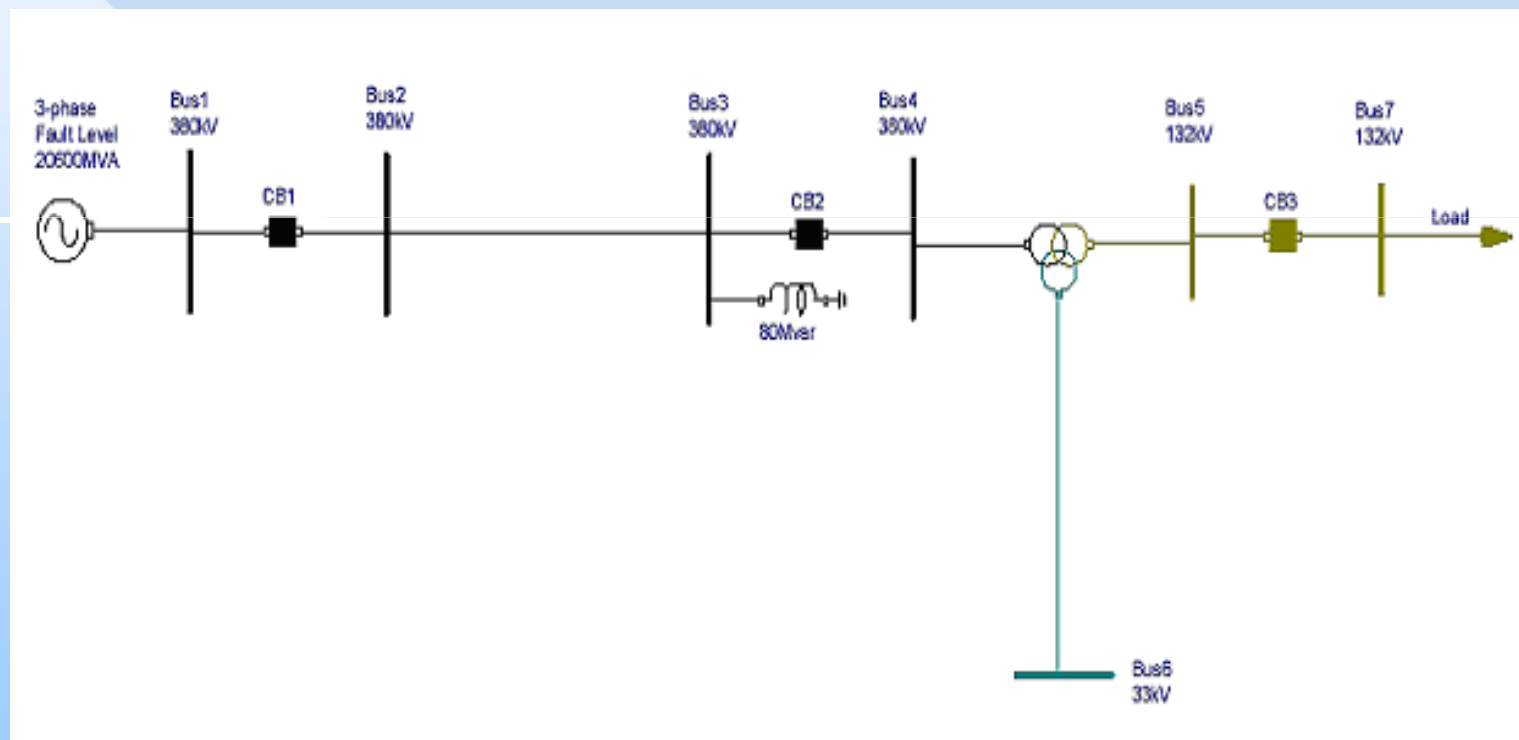 3-phase
Fault Level
20600MVA
Bus1
380kV
CB1
Bus2
380kV
Bus3
380kV
CB2
80Mvar
Bus4
380kV
Bus5
132kV
CB3
Bus7
132kV
Load
Bus6
33kV